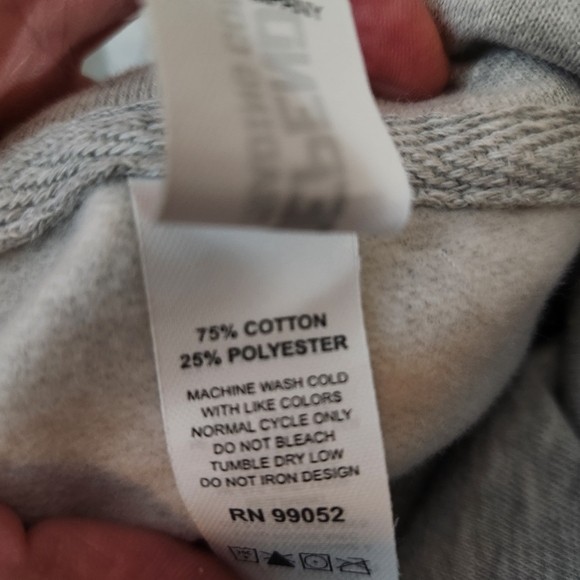 75% COTTON
25% POLYESTER
MACHINE WASH COLD
WITH LIKE COLORS
NORMAL CYCLE ONLY
DO NOT BLEACH
TUMBLE DRY LOW
DO NOT IRON DESIGN
RN 99052